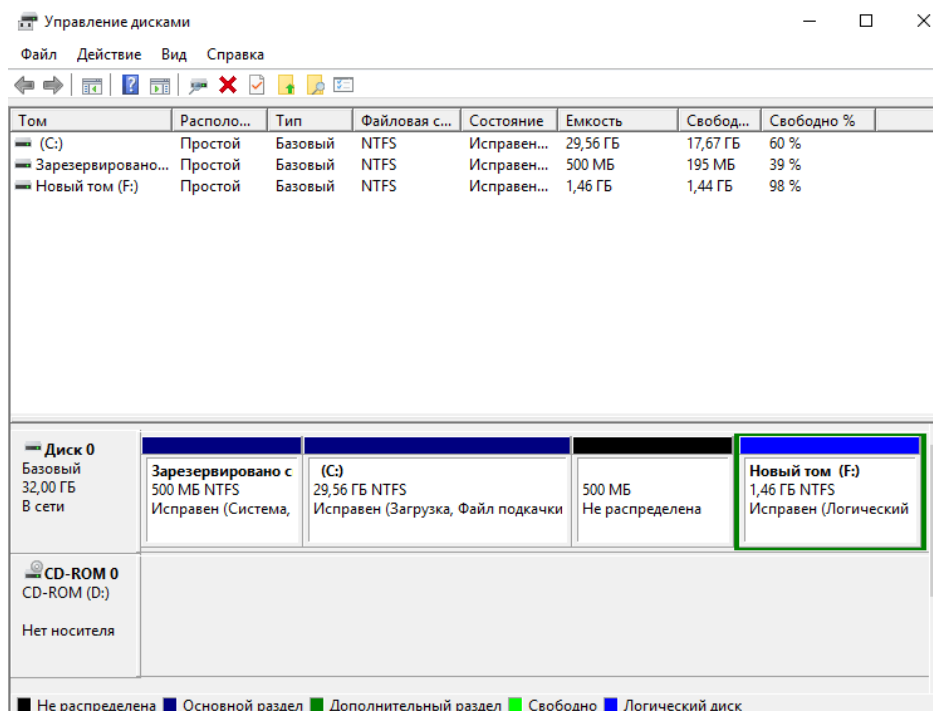 Управление дисками
Файл Действие Вид Справка
Том Располо... Тип Файловая с... Состояние Емкость Свобод... Свободно %
(C:) Простой Базовый NTFS Исправен... 29,56 ГБ 17,67 ГБ 60 %
Зарезервировано... Простой Базовый NTFS Исправен... 500 МБ 195 МБ 39 %
Новый том (F:) Простой Базовый NTFS Исправен... 1,46 ГБ 1,44 ГБ 98 %
Диск 0
Базовый
32,00 ГБ
В сети
Зарезервировано с
500 МБ NTFS
Исправен (Система,
(C:)
29,56 ГБ NTFS
Исправен (Загрузка, Файл подкачки
500 МБ
Не распределена
Новый том (F:)
1,46 ГБ NTFS
Исправен (Логический
CD-ROM 0
CD-ROM (D:)
Нет носителя
Не распределена Основной раздел Дополнительный раздел Свободно Логический диск